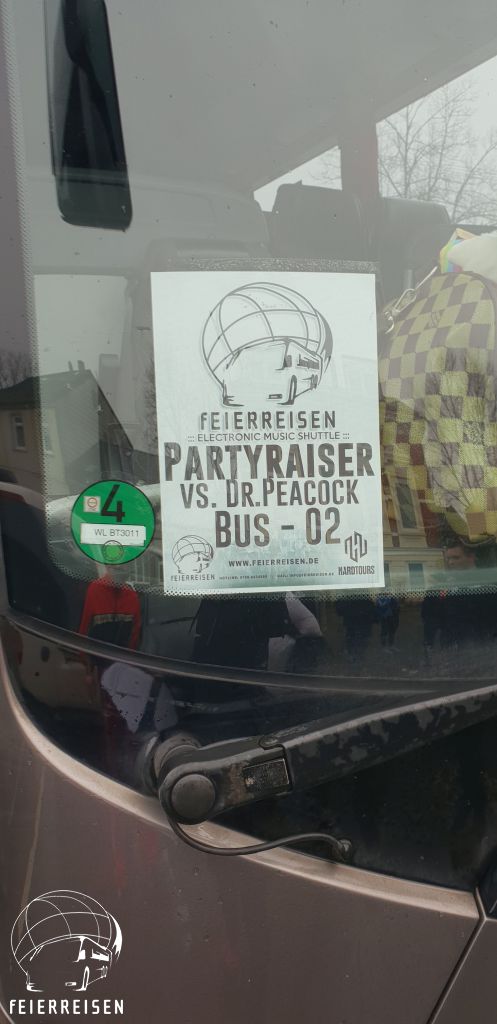 FEIERREISEN
::: ELECTRONIC MUSIC SHUTTLE :::
PARTYRAISER
VS. DR.PEACOCK
BUS - 02
4
WL BT3011
WWW.FEIERREISEN.DE
FEIERREISEN
HARDTOURS
FEIERREISEN